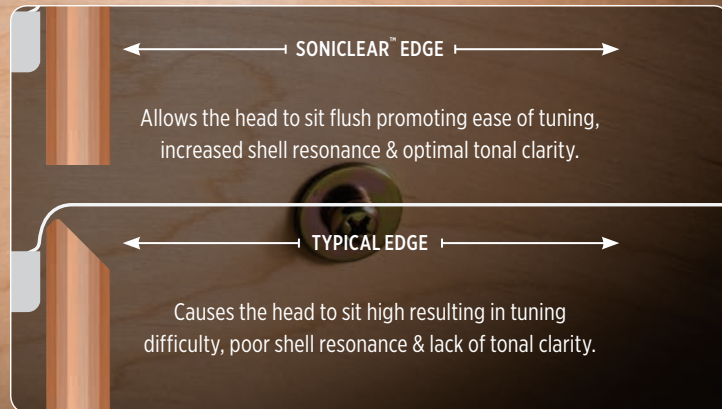 SONICLEAR™ EDGE
Allows the head to sit flush promoting ease of tuning,
increased shell resonance & optimal tonal clarity.
TYPICAL EDGE
Causes the head to sit high resulting in tuning
difficulty, poor shell resonance & lack of tonal clarity.